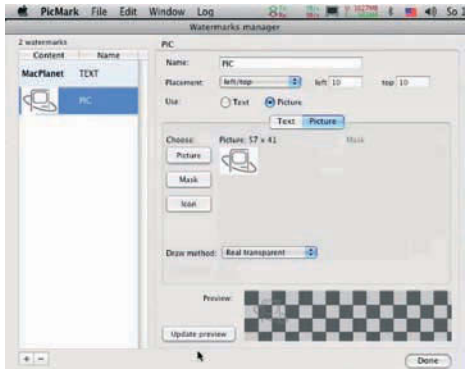 PicMark File Edit Window Log So
Watermarks manager
2 watermarks
Content Name
MacPlanet TEXT
PIC
PIC
Name: PIC
Placement: left/top left 10 top 10
Use: Text Picture
Text Picture
Choose: Picture: 57 x 41 Mask
Picture
Mask
Icon
Draw method: Real transparent
Preview:
Update preview
+ −
Done